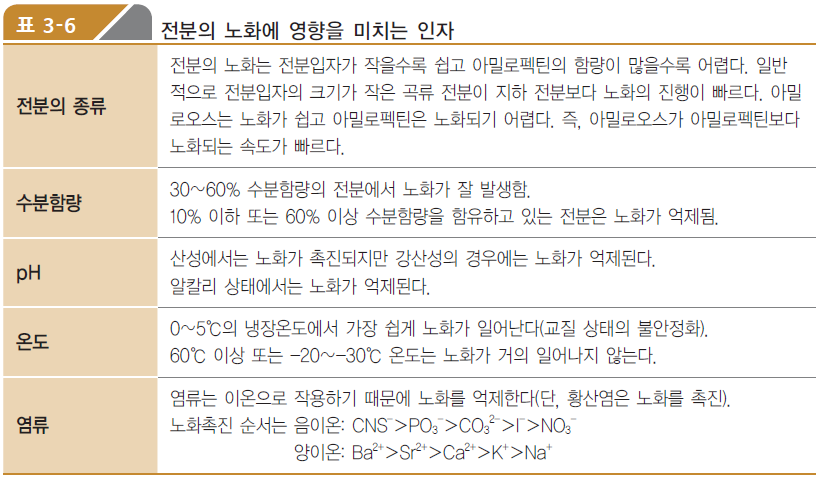 표 3-6 전분의 노화에 영향을 미치는 인자
전분의 종류
전분의 노화는 전분입자가 작을수록 쉽고 아밀로펙틴의 함량이 많을수록 어렵다. 일반
적으로 전분입자의 크기가 작은 곡류 전분이 지하 전분보다 노화의 진행이 빠르다. 아밀
로오스는 노화가 쉽고 아밀로펙틴은 노화되기 어렵다. 즉, 아밀로오스가 아밀로펙틴보다
노화되는 속도가 빠르다.
수분함량
30~60% 수분함량의 전분에서 노화가 잘 발생함.
10% 이하 또는 60% 이상 수분함량을 함유하고 있는 전분은 노화가 억제됨.
pH
산성에서는 노화가 촉진되지만 강산성의 경우에는 노화가 억제된다.
알칼리 상태에서는 노화가 억제된다.
온도
0~5℃의 냉장온도에서 가장 쉽게 노화가 일어난다(교질 상태의 불안정화).
60℃ 이상 또는 -20~-30℃ 온도는 노화가 거의 일어나지 않는다.
염류
염류는 이온으로 작용하기 때문에 노화를 억제한다(단, 황산염은 노화를 촉진).
노화촉진 순서는 음이온: CNS⁻>PO₃⁻>CO₃²⁻>I⁻>NO₃⁻
양이온: Ba²⁺>Sr²⁺>Ca²⁺>K⁺>Na⁺